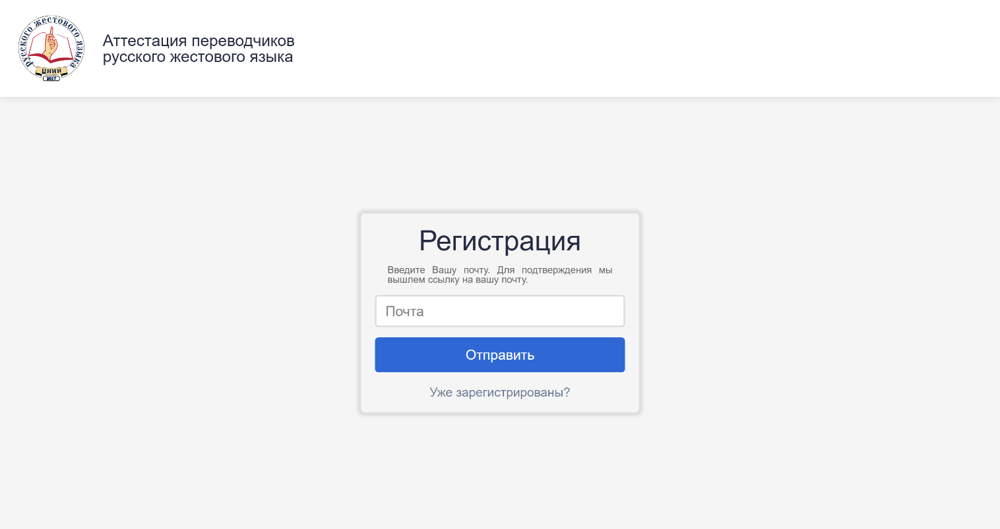 русского жестового языка
ЦНИИ
2017
Аттестация переводчиков
русского жестового языка
Регистрация
Введите Вашу почту. Для подтверждения мы
вышлем ссылку на вашу почту.
Почта
Отправить
Уже зарегистрированы?